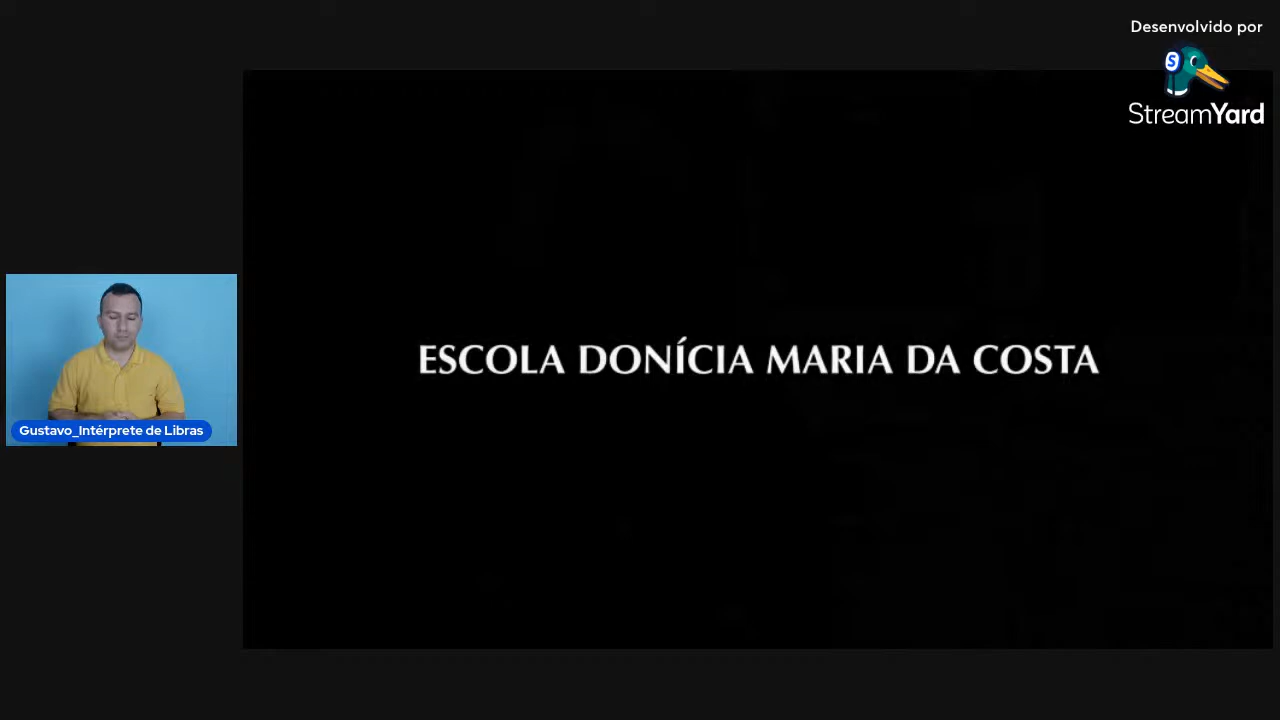 Desenvolvido por
S
StreamYard
ESCOLA DONÍCIA MARIA DA COSTA
Gustavo_Intérprete de Libras